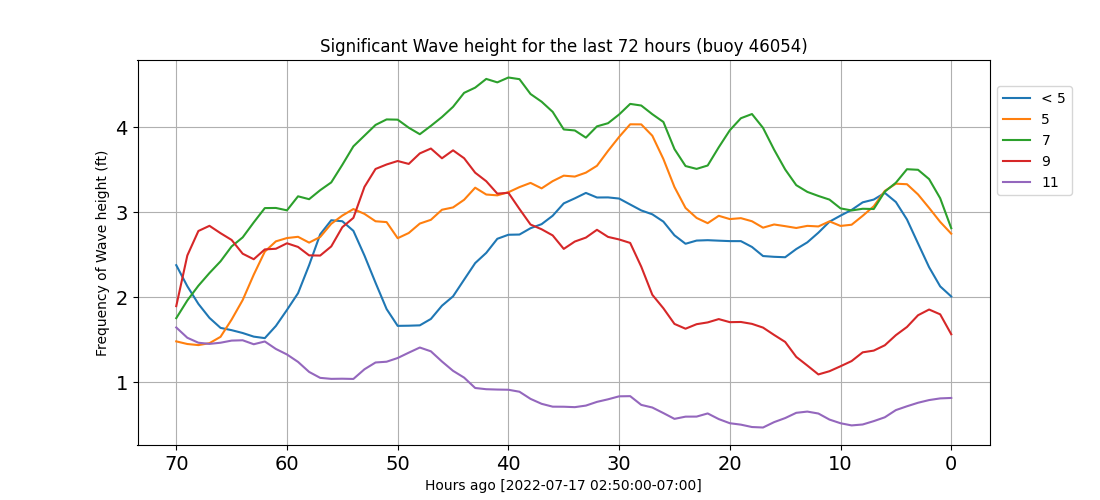 Significant Wave height for the last 72 hours (buoy 46054)
Frequency of Wave height (ft)
4
3
2
1
70 60 50 40 30 20 10 0
Hours ago [2022-07-17 02:50:00-07:00]
< 5
5
7
9
11